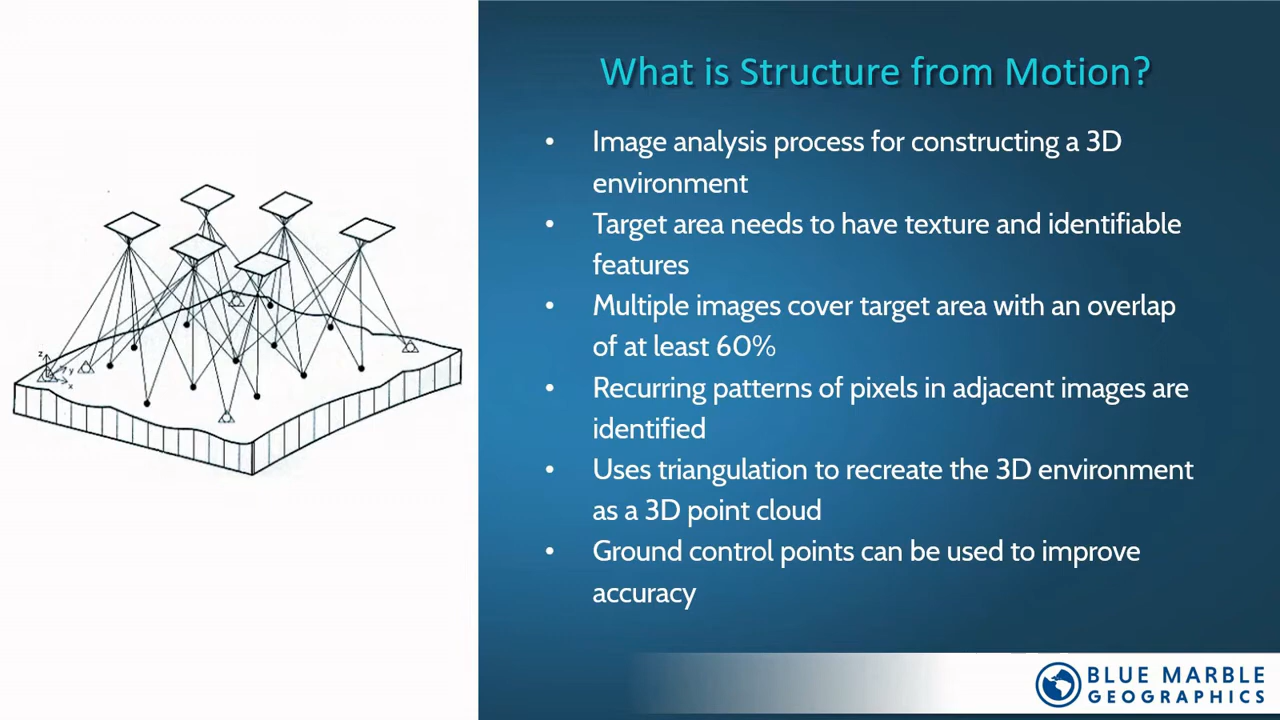 What is Structure from Motion?
• Image analysis process for constructing a 3D
environment
• Target area needs to have texture and identifiable
features
• Multiple images cover target area with an overlap
of at least 60%
• Recurring patterns of pixels in adjacent images are
identified
• Uses triangulation to recreate the 3D environment
as a 3D point cloud
• Ground control points can be used to improve
accuracy
z
y
x
BLUE MARBLE
GEOGRAPHICS